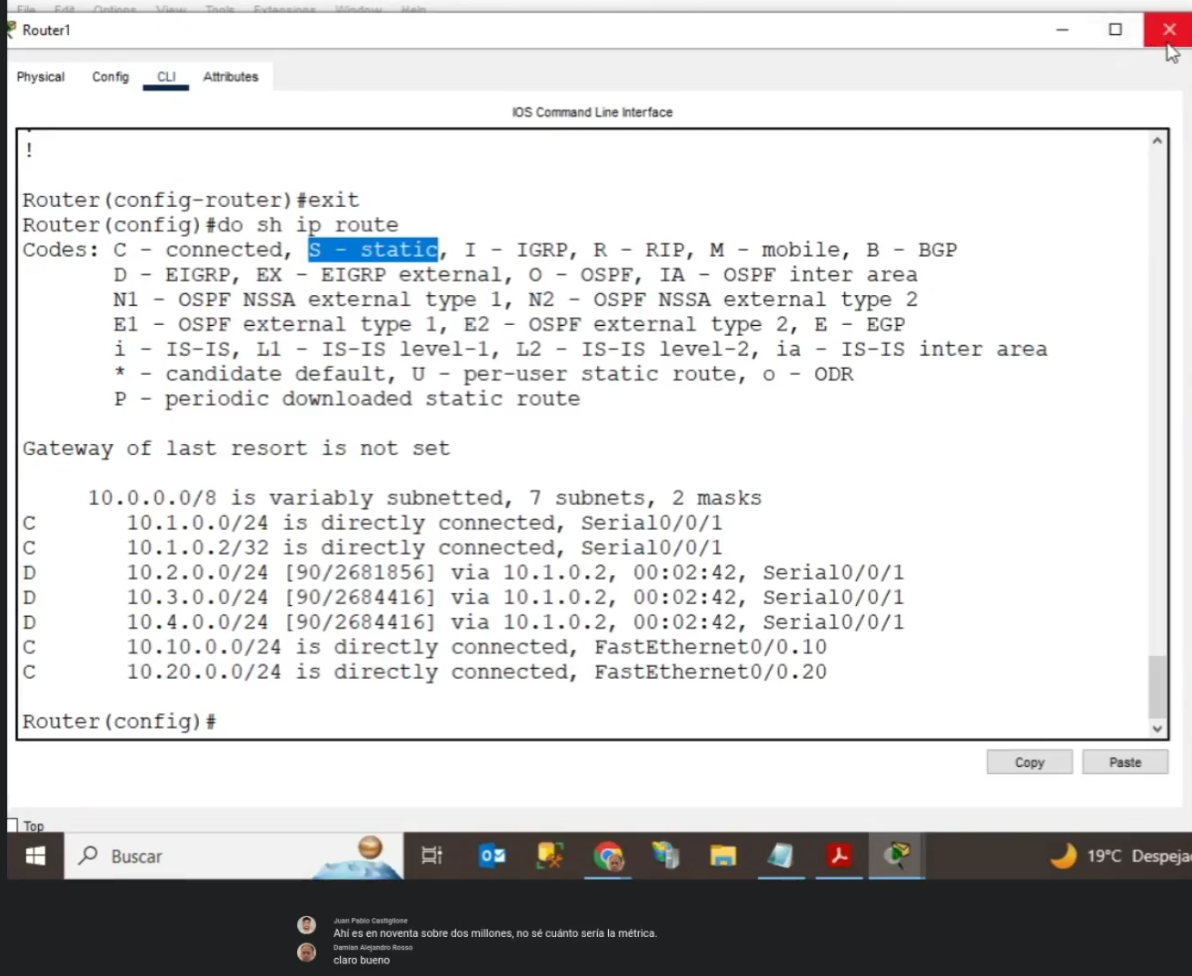 File Edit Options View Tools Extensions Window Help
Router1
Physical Config CLI Attributes
IOS Command Line Interface
!
!
Router(config-router)#exit
Router(config)#do sh ip route
Codes: C - connected, S - static, I - IGRP, R - RIP, M - mobile, B - BGP
D - EIGRP, EX - EIGRP external, O - OSPF, IA - OSPF inter area
N1 - OSPF NSSA external type 1, N2 - OSPF NSSA external type 2
E1 - OSPF external type 1, E2 - OSPF external type 2, E - EGP
i - IS-IS, L1 - IS-IS level-1, L2 - IS-IS level-2, ia - IS-IS inter area
* - candidate default, U - per-user static route, o - ODR
P - periodic downloaded static route
Gateway of last resort is not set
10.0.0.0/8 is variably subnetted, 7 subnets, 2 masks
C 10.1.0.0/24 is directly connected, Serial0/0/1
C 10.1.0.2/32 is directly connected, Serial0/0/1
D 10.2.0.0/24 [90/2681856] via 10.1.0.2, 00:02:42, Serial0/0/1
D 10.3.0.0/24 [90/2684416] via 10.1.0.2, 00:02:42, Serial0/0/1
D 10.4.0.0/24 [90/2684416] via 10.1.0.2, 00:02:42, Serial0/0/1
C 10.10.0.0/24 is directly connected, FastEthernet0/0.10
C 10.20.0.0/24 is directly connected, FastEthernet0/0.20
Router(config)#
Copy Paste
Top
Buscar
19°C Despeja
Juan Pablo Castiglione
Ahí es en noventa sobre dos millones, no sé cuánto sería la métrica.
Damian Alejandro Rosso
claro bueno